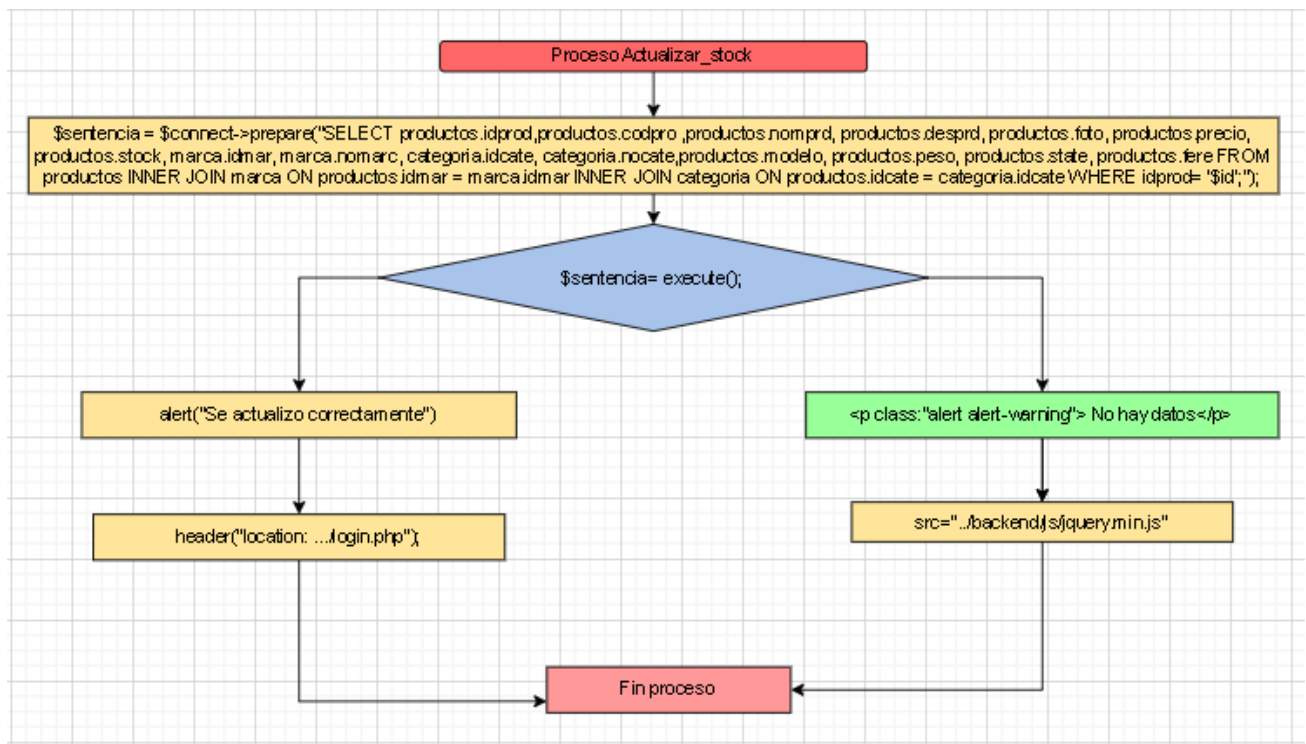 Proceso Actualizar_stock
$sentencia = $connect->prepare("SELECT productos.idprod,productos.codpro ,productos.nomprd, productos.desprd, productos.foto, productos.precio,
productos.stock, marca.idmar, marca.nomarc, categoria.idcate, categoria.nocate,productos.modelo, productos.peso, productos.state, productos.fere FROM
productos INNER JOIN marca ON productos.idmar = marca.idmar INNER JOIN categoria ON productos.idcate = categoria.idcate WHERE idprod= '$id';");
$sentencia= execute();
alert("Se actualizo correctamente")
<p class:"alert alert-warning"> No hay datos</p>
header("location: .../login.php");
src="../backend/js/jquery.min.js"
Fin proceso